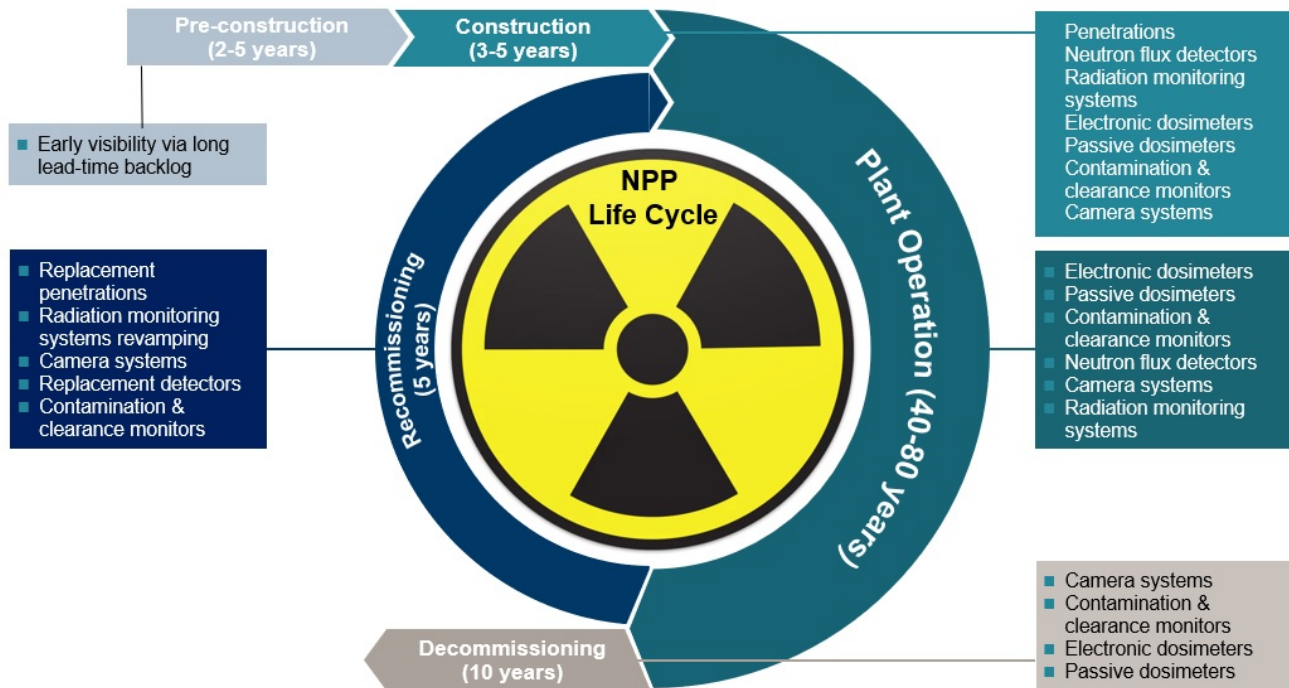 Pre-construction
(2-5 years)
Construction
(3-5 years)
Penetrations
Neutron flux detectors
Radiation monitoring
systems
Electronic dosimeters
Passive dosimeters
Contamination &
clearance monitors
Camera systems
Early visibility via long
lead-time backlog
NPP
Life Cycle
Plant Operation (40-80 years)
Replacement
penetrations
Radiation monitoring
systems revamping
Camera systems
Replacement detectors
Contamination &
clearance monitors
Recommissioning
(5 years)
Electronic dosimeters
Passive dosimeters
Contamination &
clearance monitors
Neutron flux detectors
Camera systems
Radiation monitoring
systems
Decommissioning
(10 years)
Camera systems
Contamination &
clearance monitors
Electronic dosimeters
Passive dosimeters